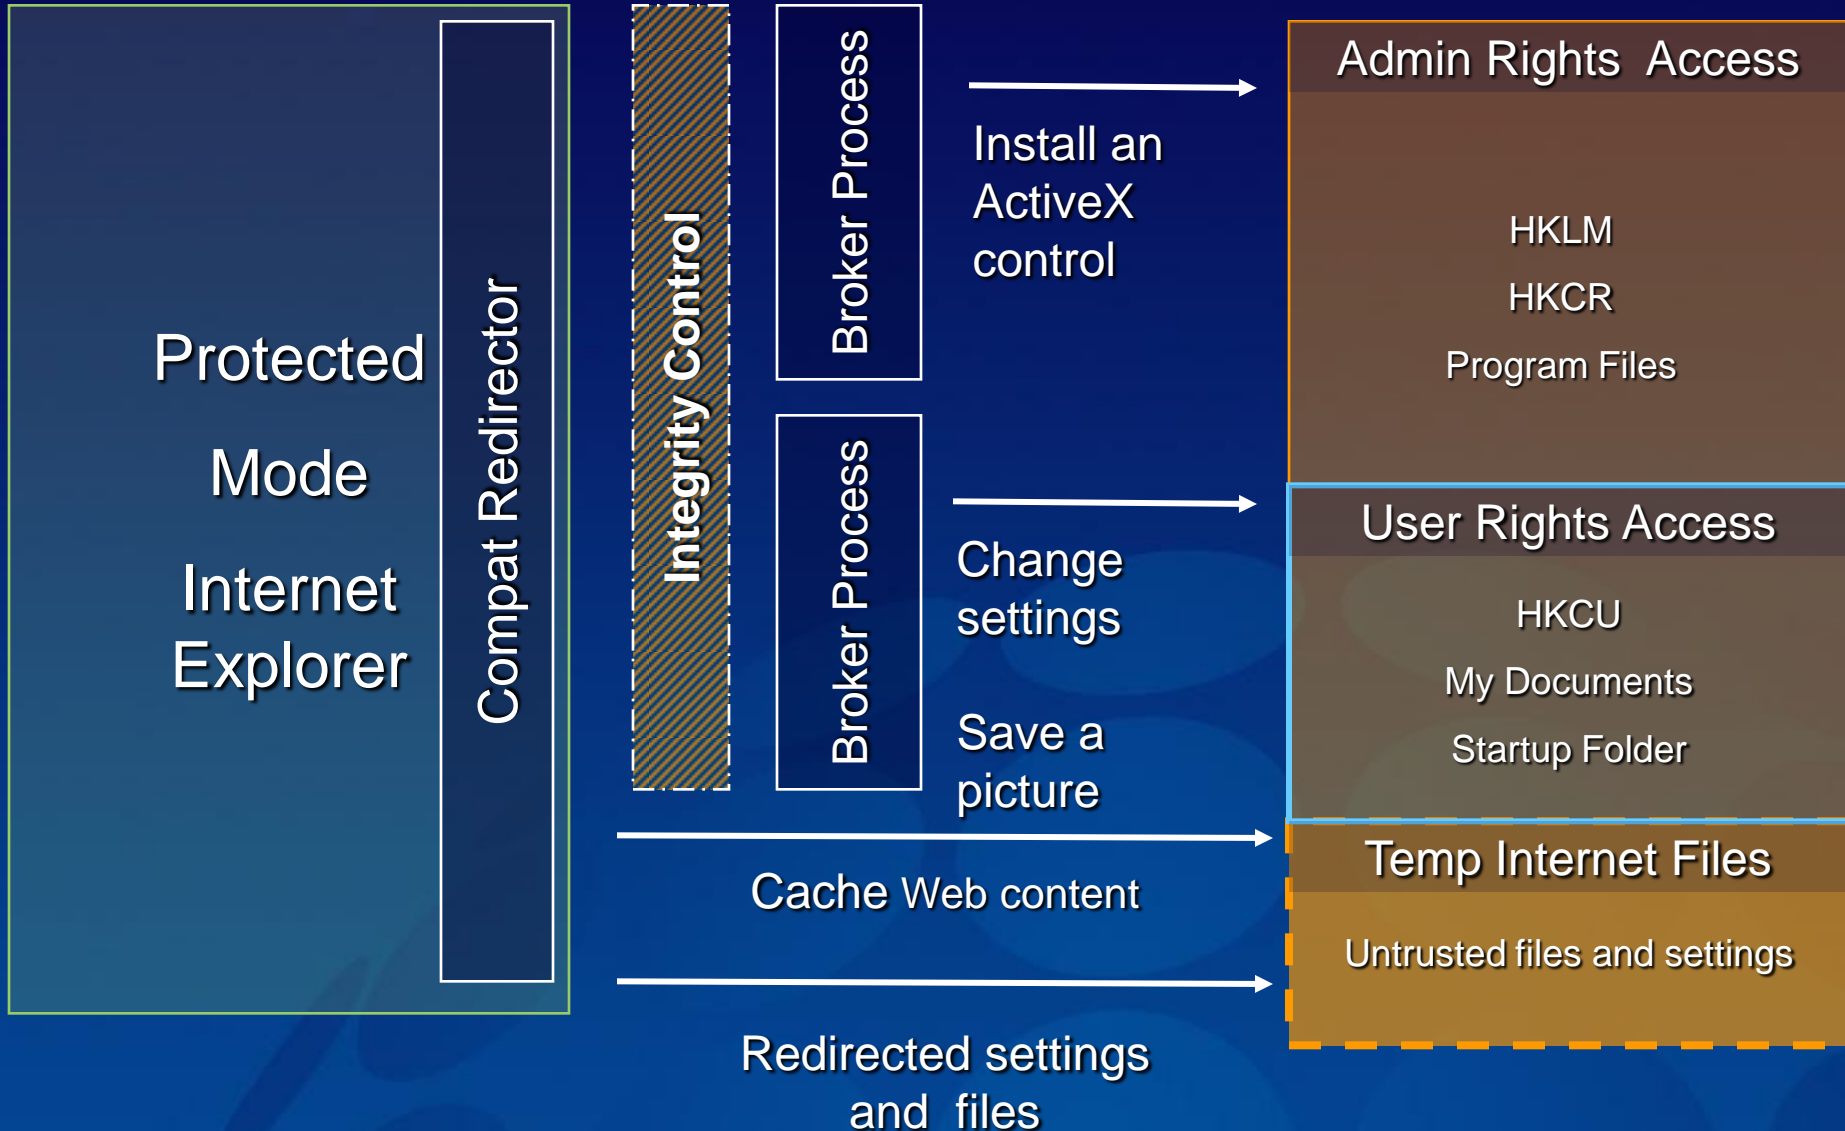 Protected
Mode
Internet
Explorer
Compat Redirector
Integrity Control
Broker Process
Broker Process
Install an
ActiveX
control
Change
settings
Save a
picture
Cache Web content
Redirected settings
and files
Admin Rights Access
HKLM
HKCR
Program Files
User Rights Access
HKCU
My Documents
Startup Folder
Temp Internet Files
Untrusted files and settings